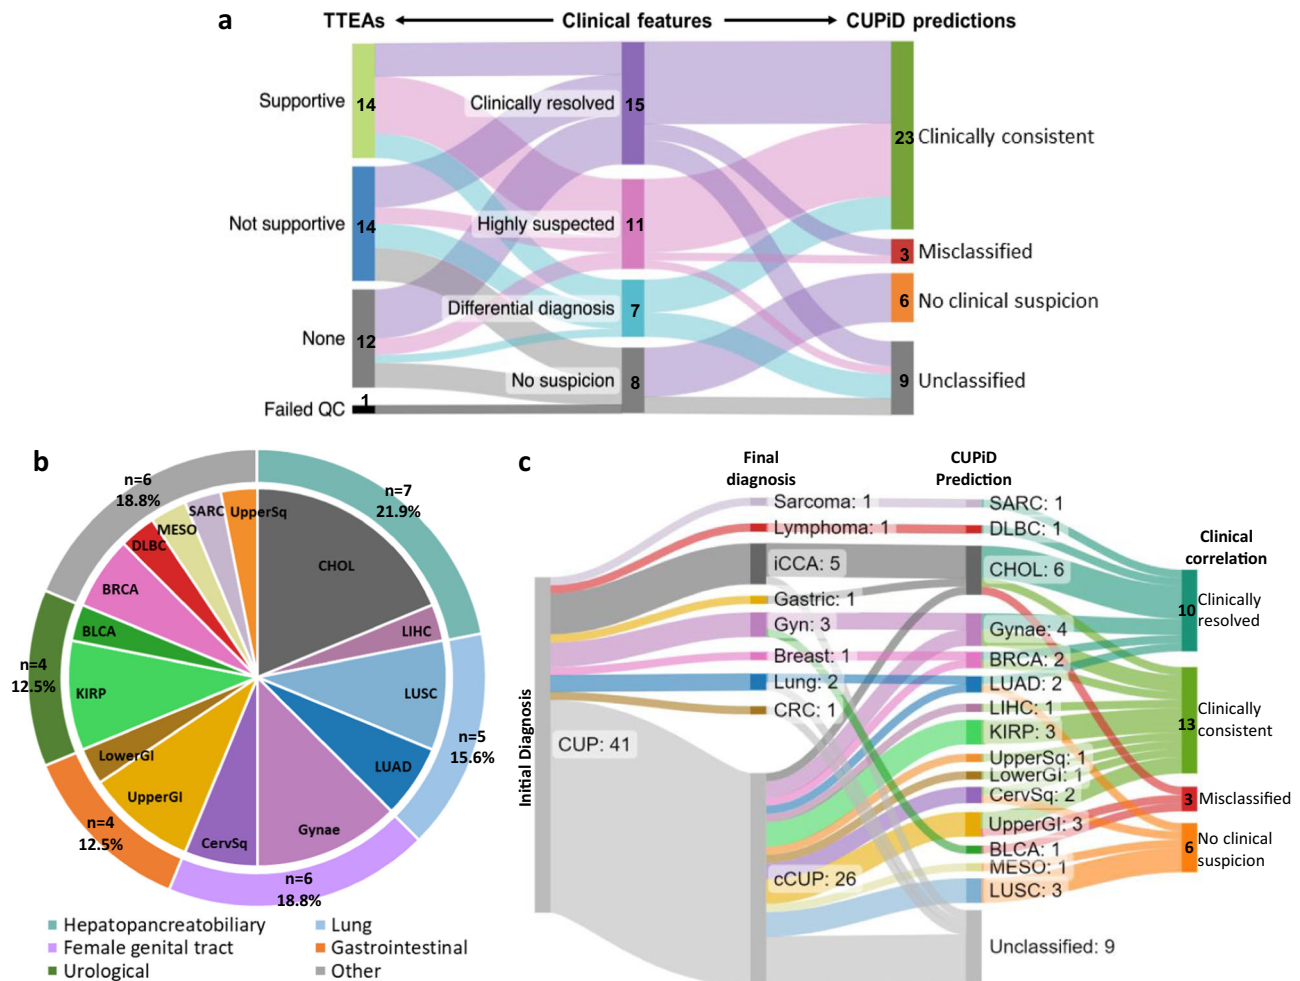 a
TTEAs
Clinical features
CUPiD predictions
Supportive
14
Clinically resolved
15
23
Clinically consistent
Not supportive
14
Highly suspected
11
3
Misclassified
None
12
Differential diagnosis
7
6
No clinical suspicion
No suspicion
8
9
Unclassified
Failed QC
1
b
n=7
21.9%
n=5
15.6%
n=6
18.8%
n=4
12.5%
n=4
12.5%
n=6
18.8%
CHOL
LIHC
LUSC
LUAD
Gynae
CervSq
UpperGI
LowerGI
KIRP
BLCA
BRCA
DLBC
MESO
SARC
UpperSq
Hepatopancreatobiliary
Lung
Female genital tract
Gastrointestinal
Urological
Other
c
Final
diagnosis
CUPiD
Prediction
Clinical
correlation
Initial Diagnosis
CUP: 41
Sarcoma: 1
Lymphoma: 1
iCCA: 5
Gastric: 1
Gyn: 3
Breast: 1
Lung: 2
CRC: 1
cCUP: 26
SARC: 1
DLBC: 1
CHOL: 6
Gynae: 4
BRCA: 2
LUAD: 2
LIHC: 1
KIRP: 3
UpperSq: 1
LowerGI: 1
CervSq: 2
UpperGI: 3
BLCA: 1
MESO: 1
LUSC: 3
Unclassified: 9
10
Clinically
resolved
13
Clinically
consistent
3
Misclassified
6
No clinical
suspicion